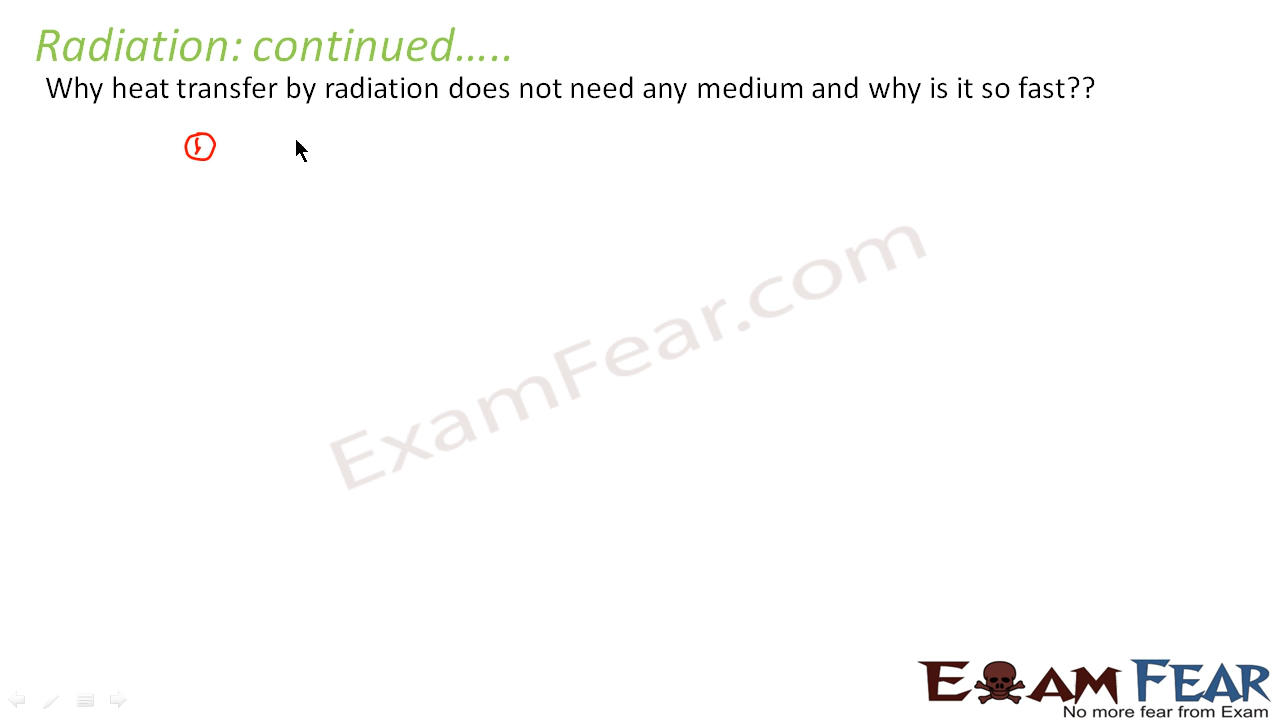 Radiation: continued…..
Why heat transfer by radiation does not need any medium and why is it so fast??
ExamFear.com
EXAM FEAR
No more fear from Exam